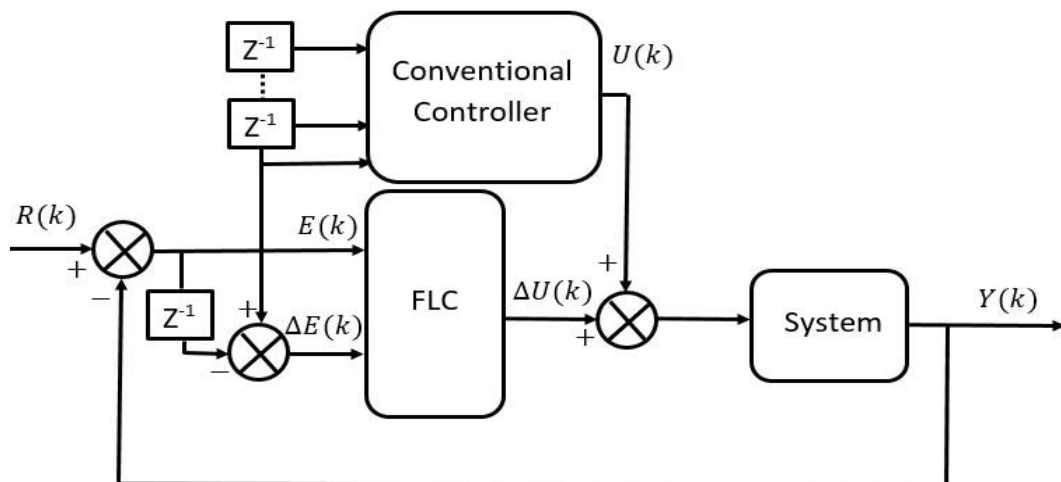 Z⁻¹
Conventional
Controller
U(k)
Z⁻¹
R(k)
+
−
E(k)
Z⁻¹
+
−
ΔE(k)
FLC
ΔU(k)
+
+
System
Y(k)